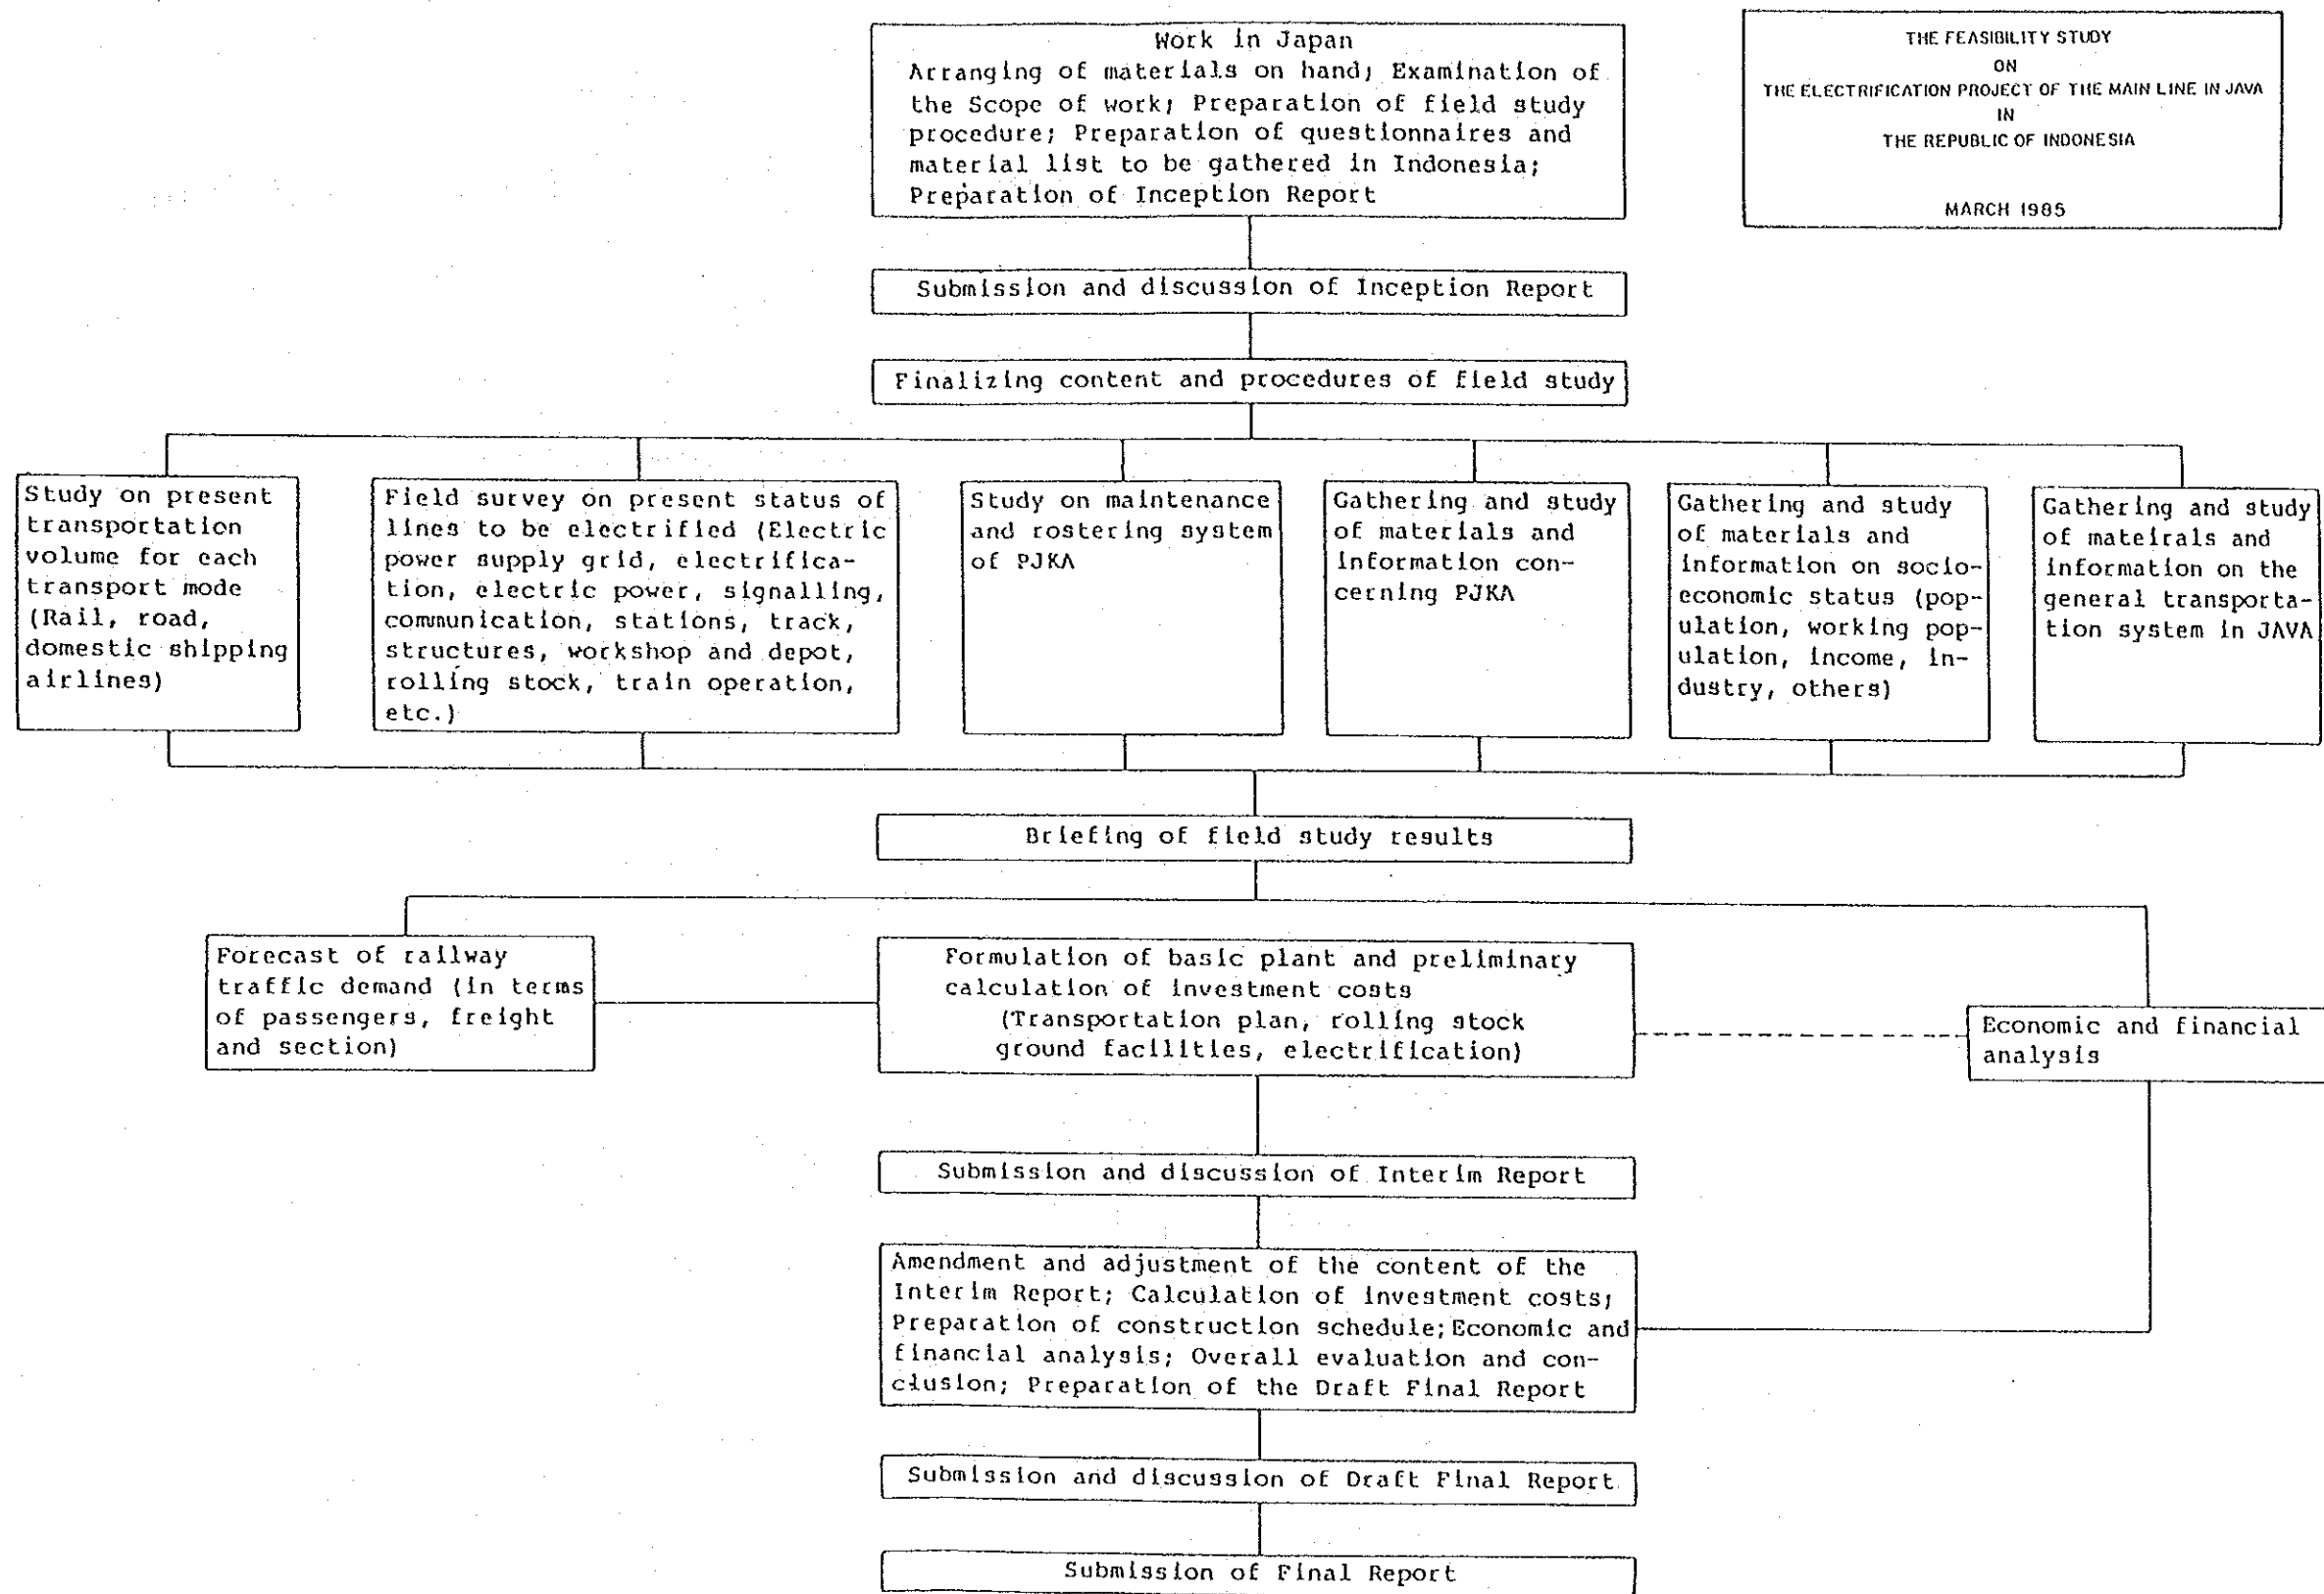 Work in Japan
Arranging of materials on hand; Examination of
the Scope of work; Preparation of field study
procedure; Preparation of questionnaires and
material list to be gathered in Indonesia;
Preparation of Inception Report
THE FEASIBILITY STUDY
ON
THE ELECTRIFICATION PROJECT OF THE MAIN LINE IN JAVA
IN
THE REPUBLIC OF INDONESIA
MARCH 1985
Submission and discussion of Inception Report
Finalizing content and procedures of field study
Study on present
transportation
volume for each
transport mode
(Rail, road,
domestic shipping
airlines)
Field survey on present status of
lines to be electrified (Electric
power supply grid, electrifica-
tion, electric power, signalling,
communication, stations, track,
structures, workshop and depot,
rolling stock, train operation,
etc.)
Study on maintenance
and rostering system
of PJKA
Gathering and study
of materials and
information con-
cerning PJKA
Gathering and study
of materials and
information on socio-
economic status (pop-
ulation, working pop-
ulation, income, in-
dustry, others)
Gathering and study
of mateirals and
information on the
general transporta-
tion system in JAVA
Briefing of field study results
Forecast of railway
traffic demand (in terms
of passengers, freight
and section)
Formulation of basic plant and preliminary
calculation of investment costs
(Transportation plan, rolling stock
ground facilities, electrification)
Economic and financial
analysis
Submission and discussion of Interim Report
Amendment and adjustment of the content of the
Interim Report; Calculation of investment costs;
Preparation of construction schedule; Economic and
financial analysis; Overall evaluation and con-
clusion; Preparation of the Draft Final Report
Submission and discussion of Draft Final Report
Submission of Final Report